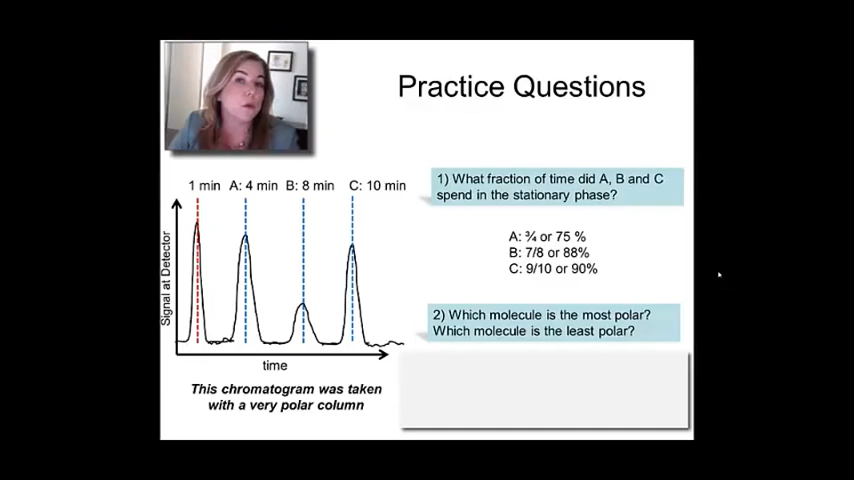 Practice Questions
1 min A: 4 min B: 8 min C: 10 min
Signal at Detector
time
This chromatogram was taken
with a very polar column
1) What fraction of time did A, B and C
spend in the stationary phase?
A: ¾ or 75 %
B: 7/8 or 88%
C: 9/10 or 90%
2) Which molecule is the most polar?
Which molecule is the least polar?